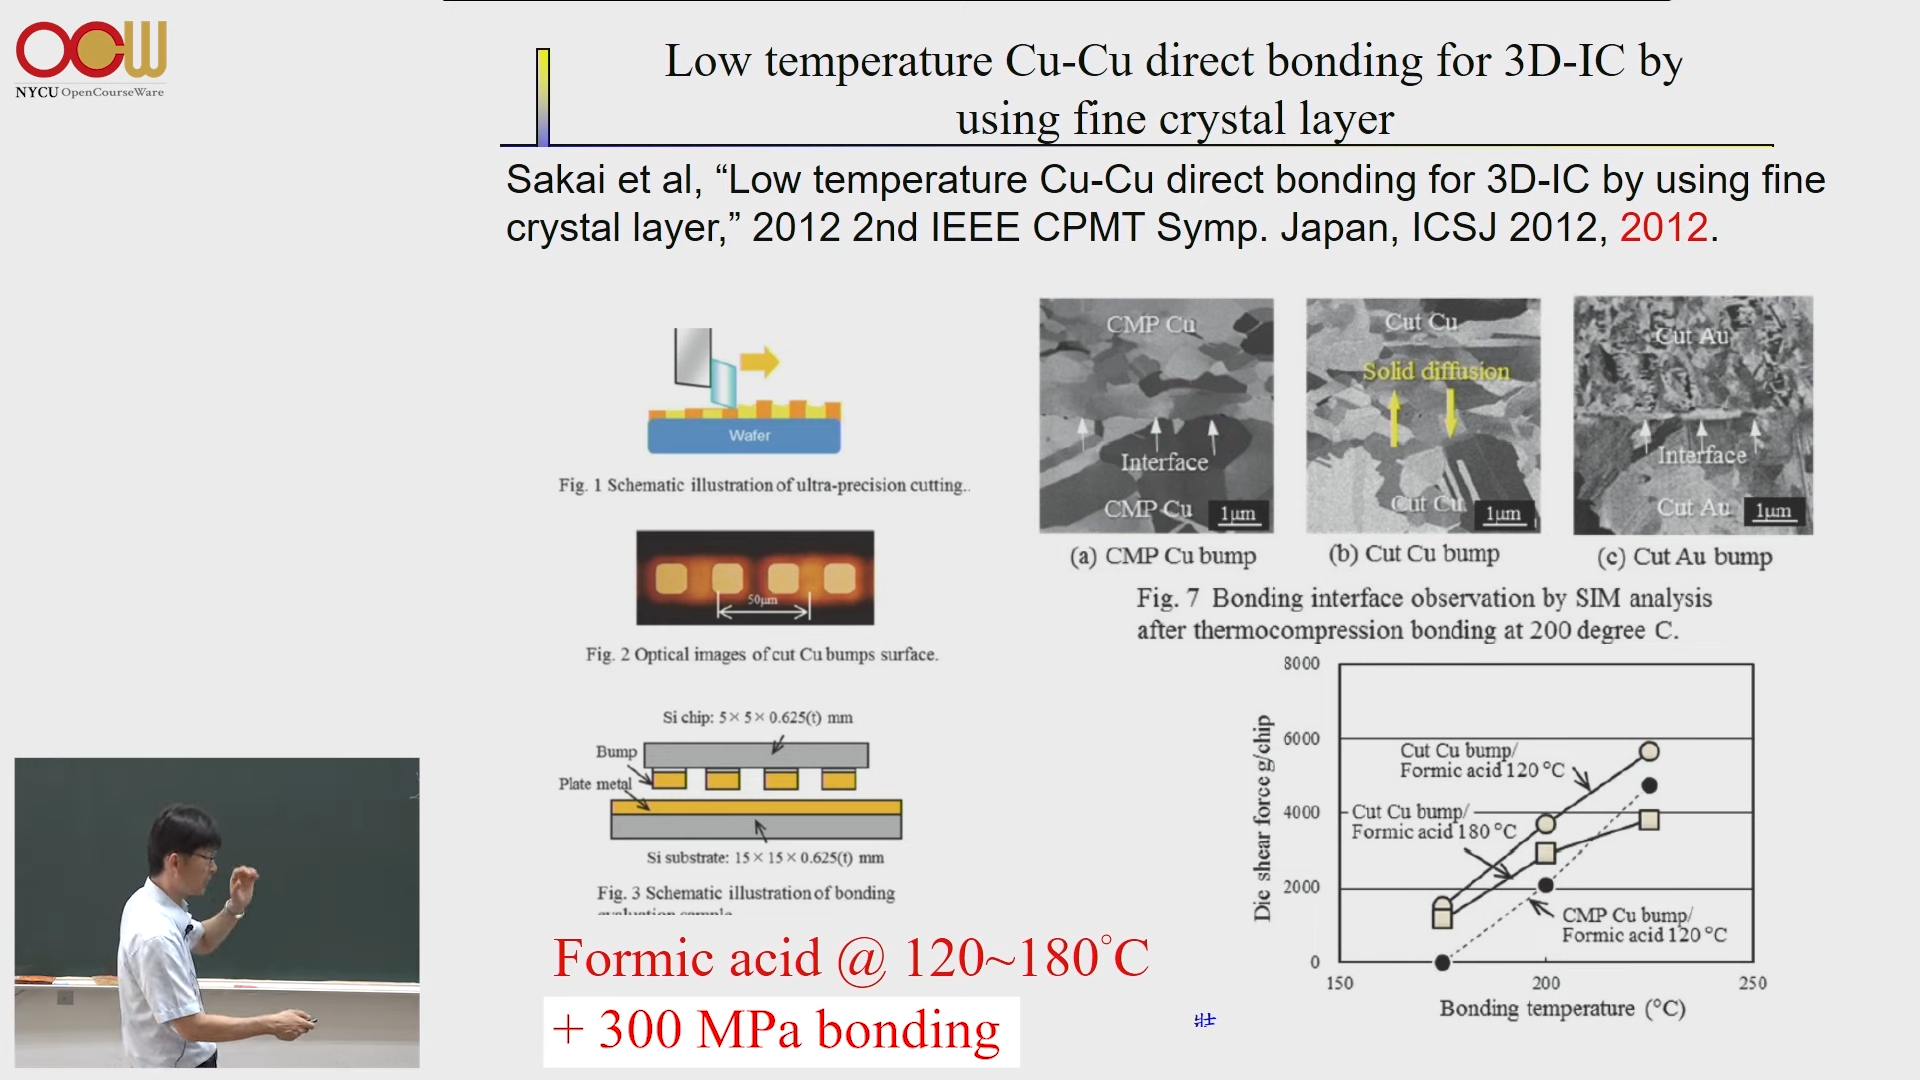 OCW
NYCU OpenCourseWare
Low temperature Cu-Cu direct bonding for 3D-IC by
using fine crystal layer
Sakai et al, “Low temperature Cu-Cu direct bonding for 3D-IC by using fine
crystal layer,” 2012 2nd IEEE CPMT Symp. Japan, ICSJ 2012, 2012.
Wafer
Fig. 1 Schematic illustration of ultra-precision cutting..
50μm
Fig. 2 Optical images of cut Cu bumps surface.
Si chip: 5×5×0.625(t) mm
Bump
Plate metal
Si substrate: 15×15×0.625(t) mm
Fig. 3 Schematic illustration of bonding
evaluation sample
Formic acid @ 120~180°C
+ 300 MPa bonding
CMP Cu
Interface
CMP Cu
1μm
(a) CMP Cu bump
Cut Cu
Solid diffusion
Cut Cu
1μm
(b) Cut Cu bump
Cut Au
Interface
Cut Au
1μm
(c) Cut Au bump
Fig. 7 Bonding interface observation by SIM analysis
after thermocompression bonding at 200 degree C.
8000
6000
4000
2000
0
Die shear force g/chip
Cut Cu bump/
Formic acid 120 °C
Cut Cu bump/
Formic acid 180 °C
CMP Cu bump/
Formic acid 120 °C
150
200
250
Bonding temperature (°C)